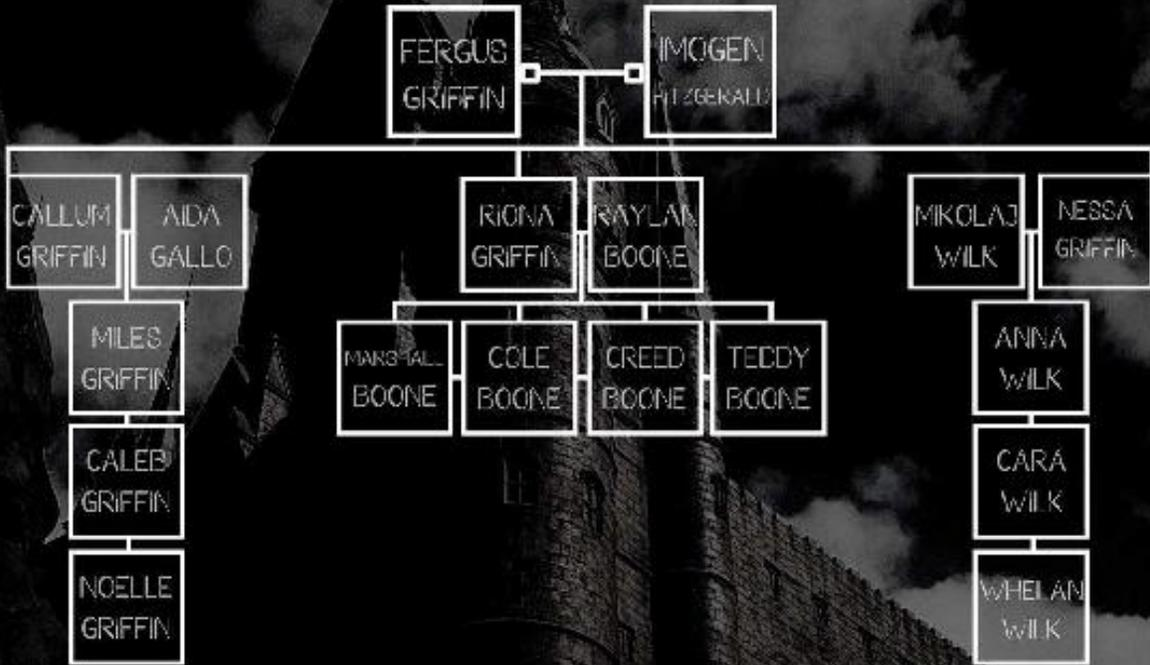 FERGUS
GRIFFIN
IMOGEN
FITZGERALD
CALLUM
GRIFFIN
AIDA
GALLO
RIONA
GRIFFIN
RAYLAN
BOONE
MIKOLAJ
WILK
NESSA
GRIFFIN
MILES
GRIFFIN
MARSHALL
BOONE
COLE
BOONE
CREED
BOONE
TEDDY
BOONE
ANNA
WILK
CALEB
GRIFFIN
CARA
WILK
NOELLE
GRIFFIN
WHELAN
WILK